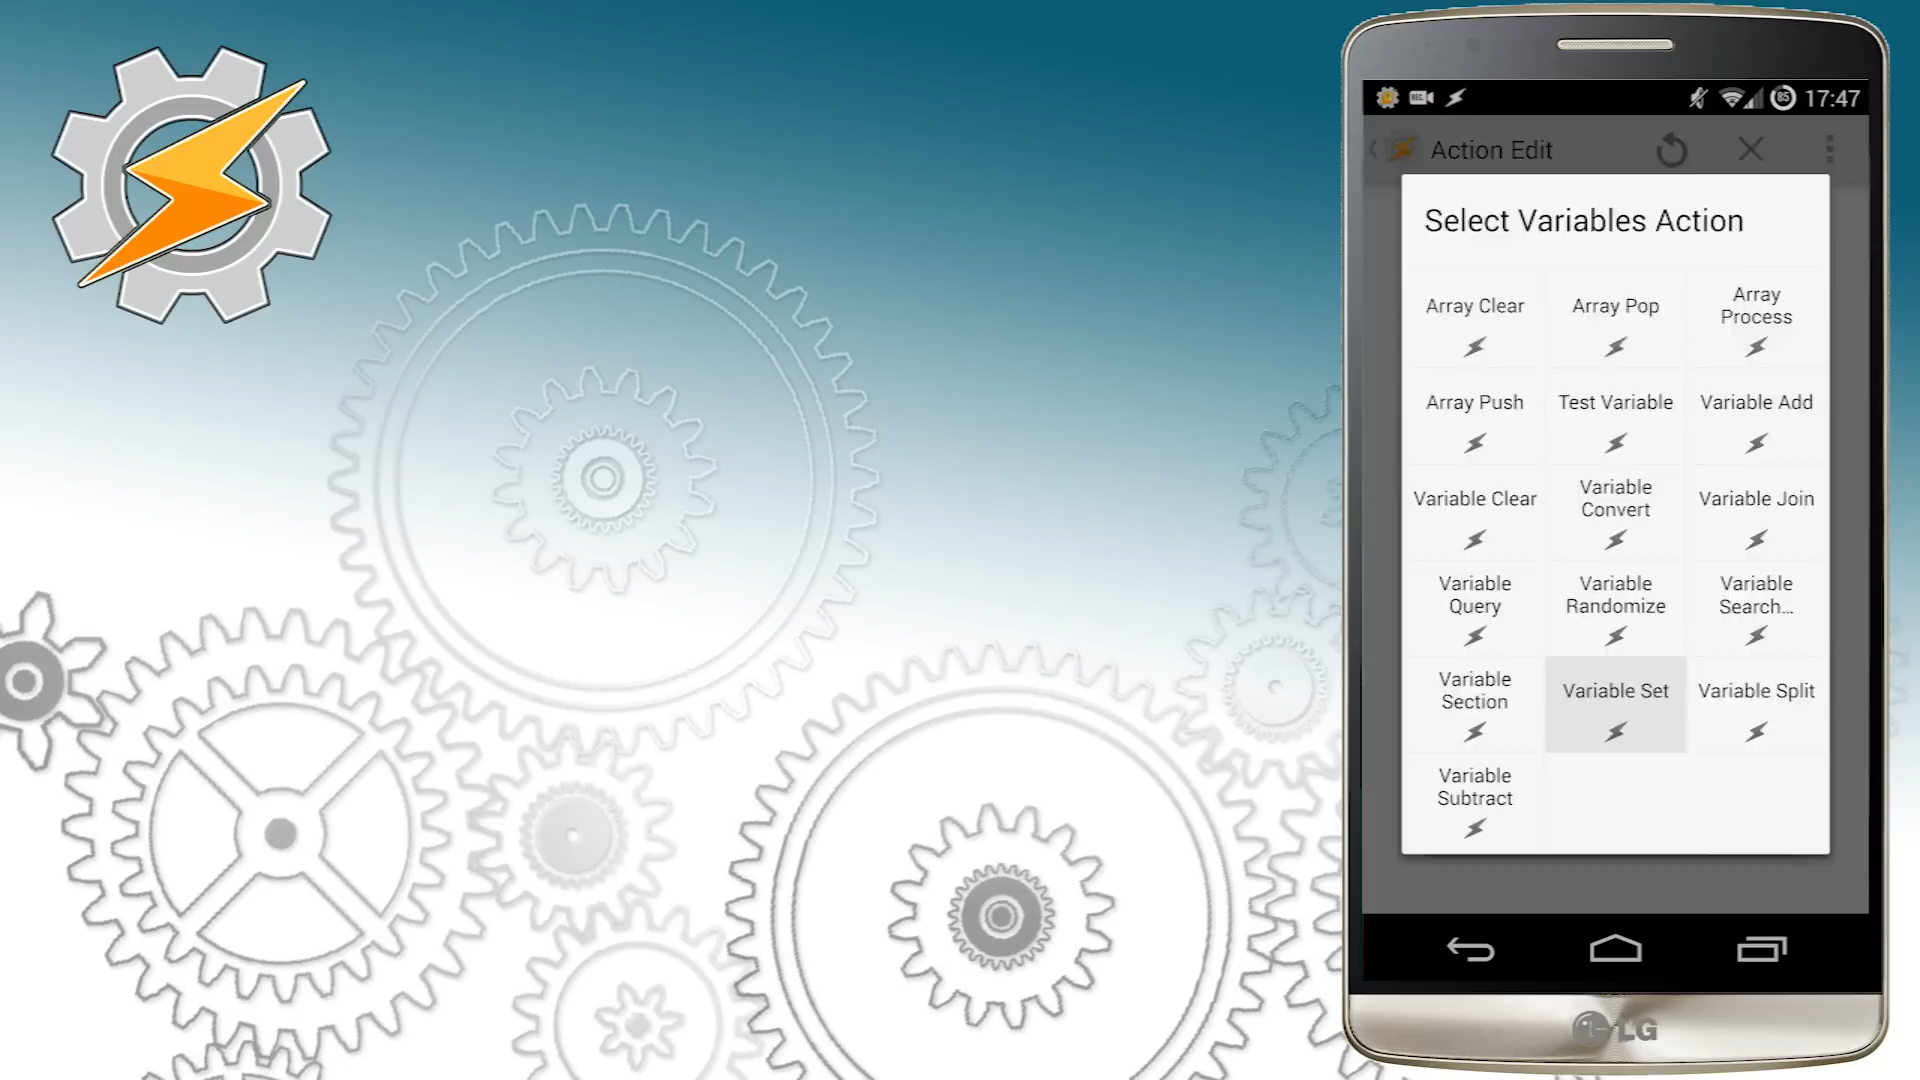 REC
85
17:47
Action Edit
Select Variables Action
Array Clear
Array Pop
Array
Process
Array Push
Test Variable
Variable Add
Variable Clear
Variable
Convert
Variable Join
Variable
Query
Variable
Randomize
Variable
Search...
Variable
Section
Variable Set
Variable Split
Variable
Subtract
LG